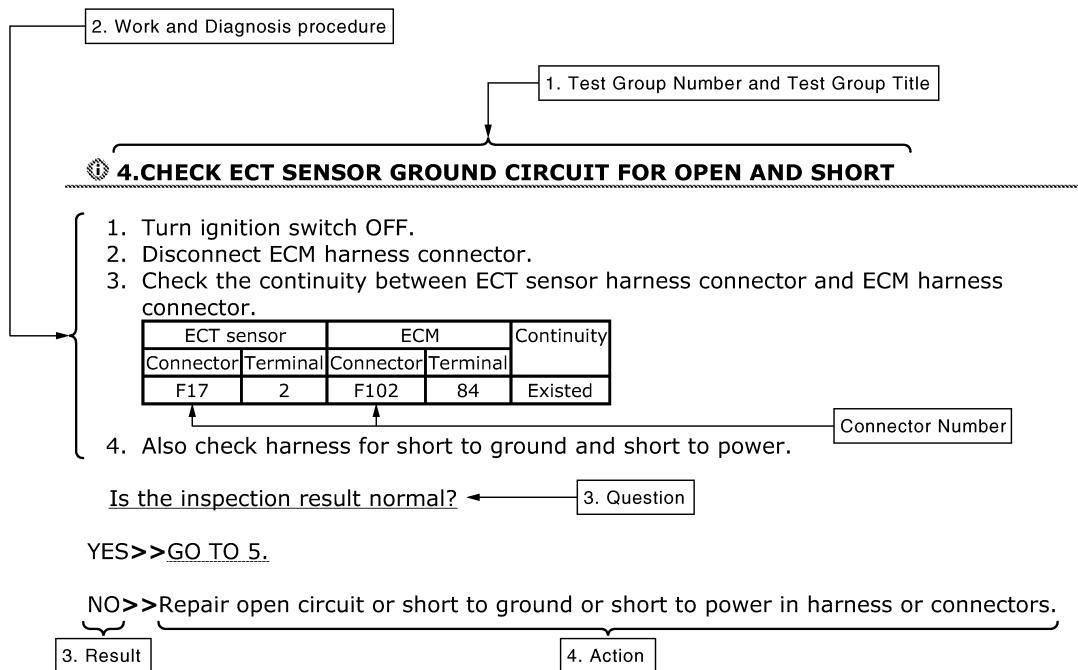 2. Work and Diagnosis procedure
1. Test Group Number and Test Group Title
4.CHECK ECT SENSOR GROUND CIRCUIT FOR OPEN AND SHORT
1. Turn ignition switch OFF.
2. Disconnect ECM harness connector.
3. Check the continuity between ECT sensor harness connector and ECM harness
connector.
ECT sensor ECM Continuity
Connector Terminal Connector Terminal
F17 2 F102 84 Existed
Connector Number
4. Also check harness for short to ground and short to power.
Is the inspection result normal?
3. Question
YES>>GO TO 5.
NO>>Repair open circuit or short to ground or short to power in harness or connectors.
3. Result
4. Action